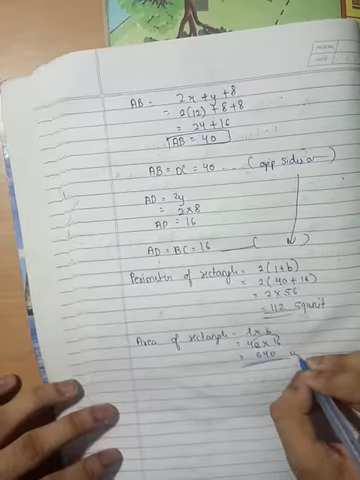 AB = 2x + y + 8
= 2(12) + 8 + 8
= 24 + 16
AB = 40
AB = DC = 40 ... (opp sides
AD = 2y
= 2 × 8
AD = 16
AD = BC = 16 ( )
Perimeter of rectangle = 2(l+b)
= 2(40+16)
= 2 × 56
= 112 sq unit
Area of rectangle = l × b
= 40 × 16
= 640